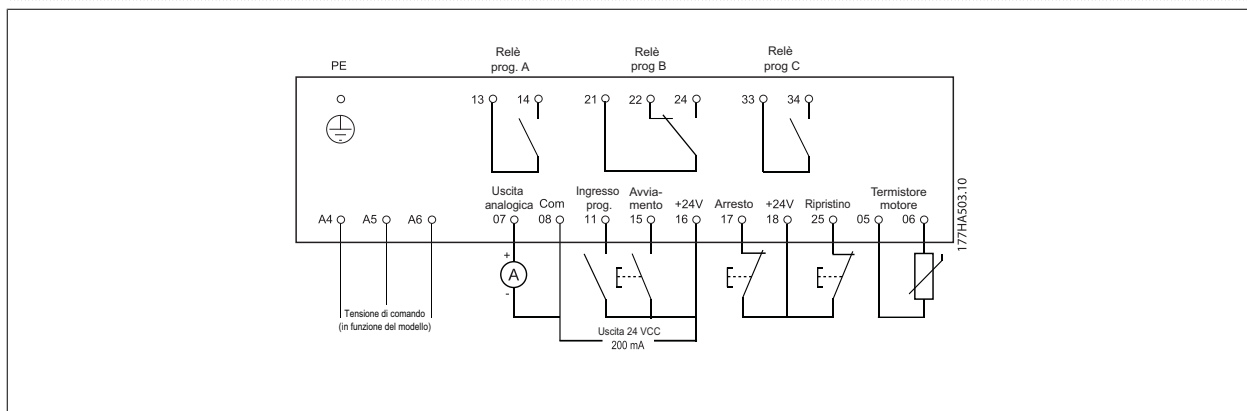 Relè
prog. A
Relè
prog B
Relè
prog C
PE
13 14 21 22 24 33 34
Uscita
analogica
07
Com
08
Ingresso
prog.
11
Avvia-
mento
15
+24V
16
Arresto
17
+24V
18
Ripristino
25
Termistore
motore
05 06
A4 A5 A6
177HA503.10
+
A
-
Tensione di comando
(in funzione del modello)
Uscita 24 VCC
200 mA